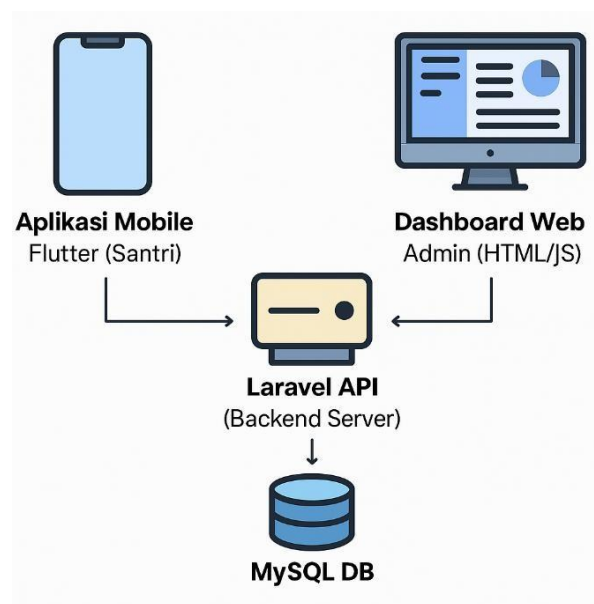 Aplikasi Mobile
Flutter (Santri)
Dashboard Web
Admin (HTML/JS)
Laravel API
(Backend Server)
MySQL DB